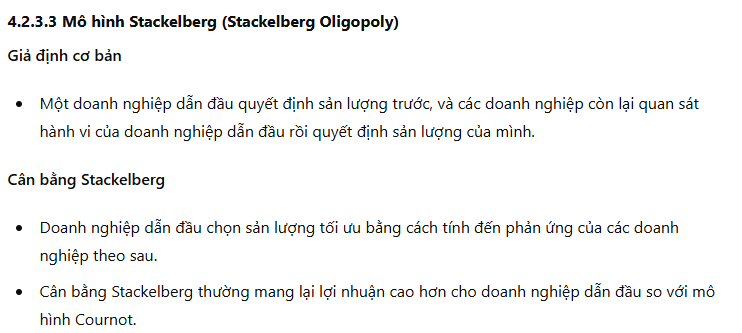 4.2.3.3 Mô hình Stackelberg (Stackelberg Oligopoly)
Giả định cơ bản
• Một doanh nghiệp dẫn đầu quyết định sản lượng trước, và các doanh nghiệp còn lại quan sát
hành vi của doanh nghiệp dẫn đầu rồi quyết định sản lượng của mình.
Cân bằng Stackelberg
• Doanh nghiệp dẫn đầu chọn sản lượng tối ưu bằng cách tính đến phản ứng của các doanh
nghiệp theo sau.
• Cân bằng Stackelberg thường mang lại lợi nhuận cao hơn cho doanh nghiệp dẫn đầu so với mô
hình Cournot.